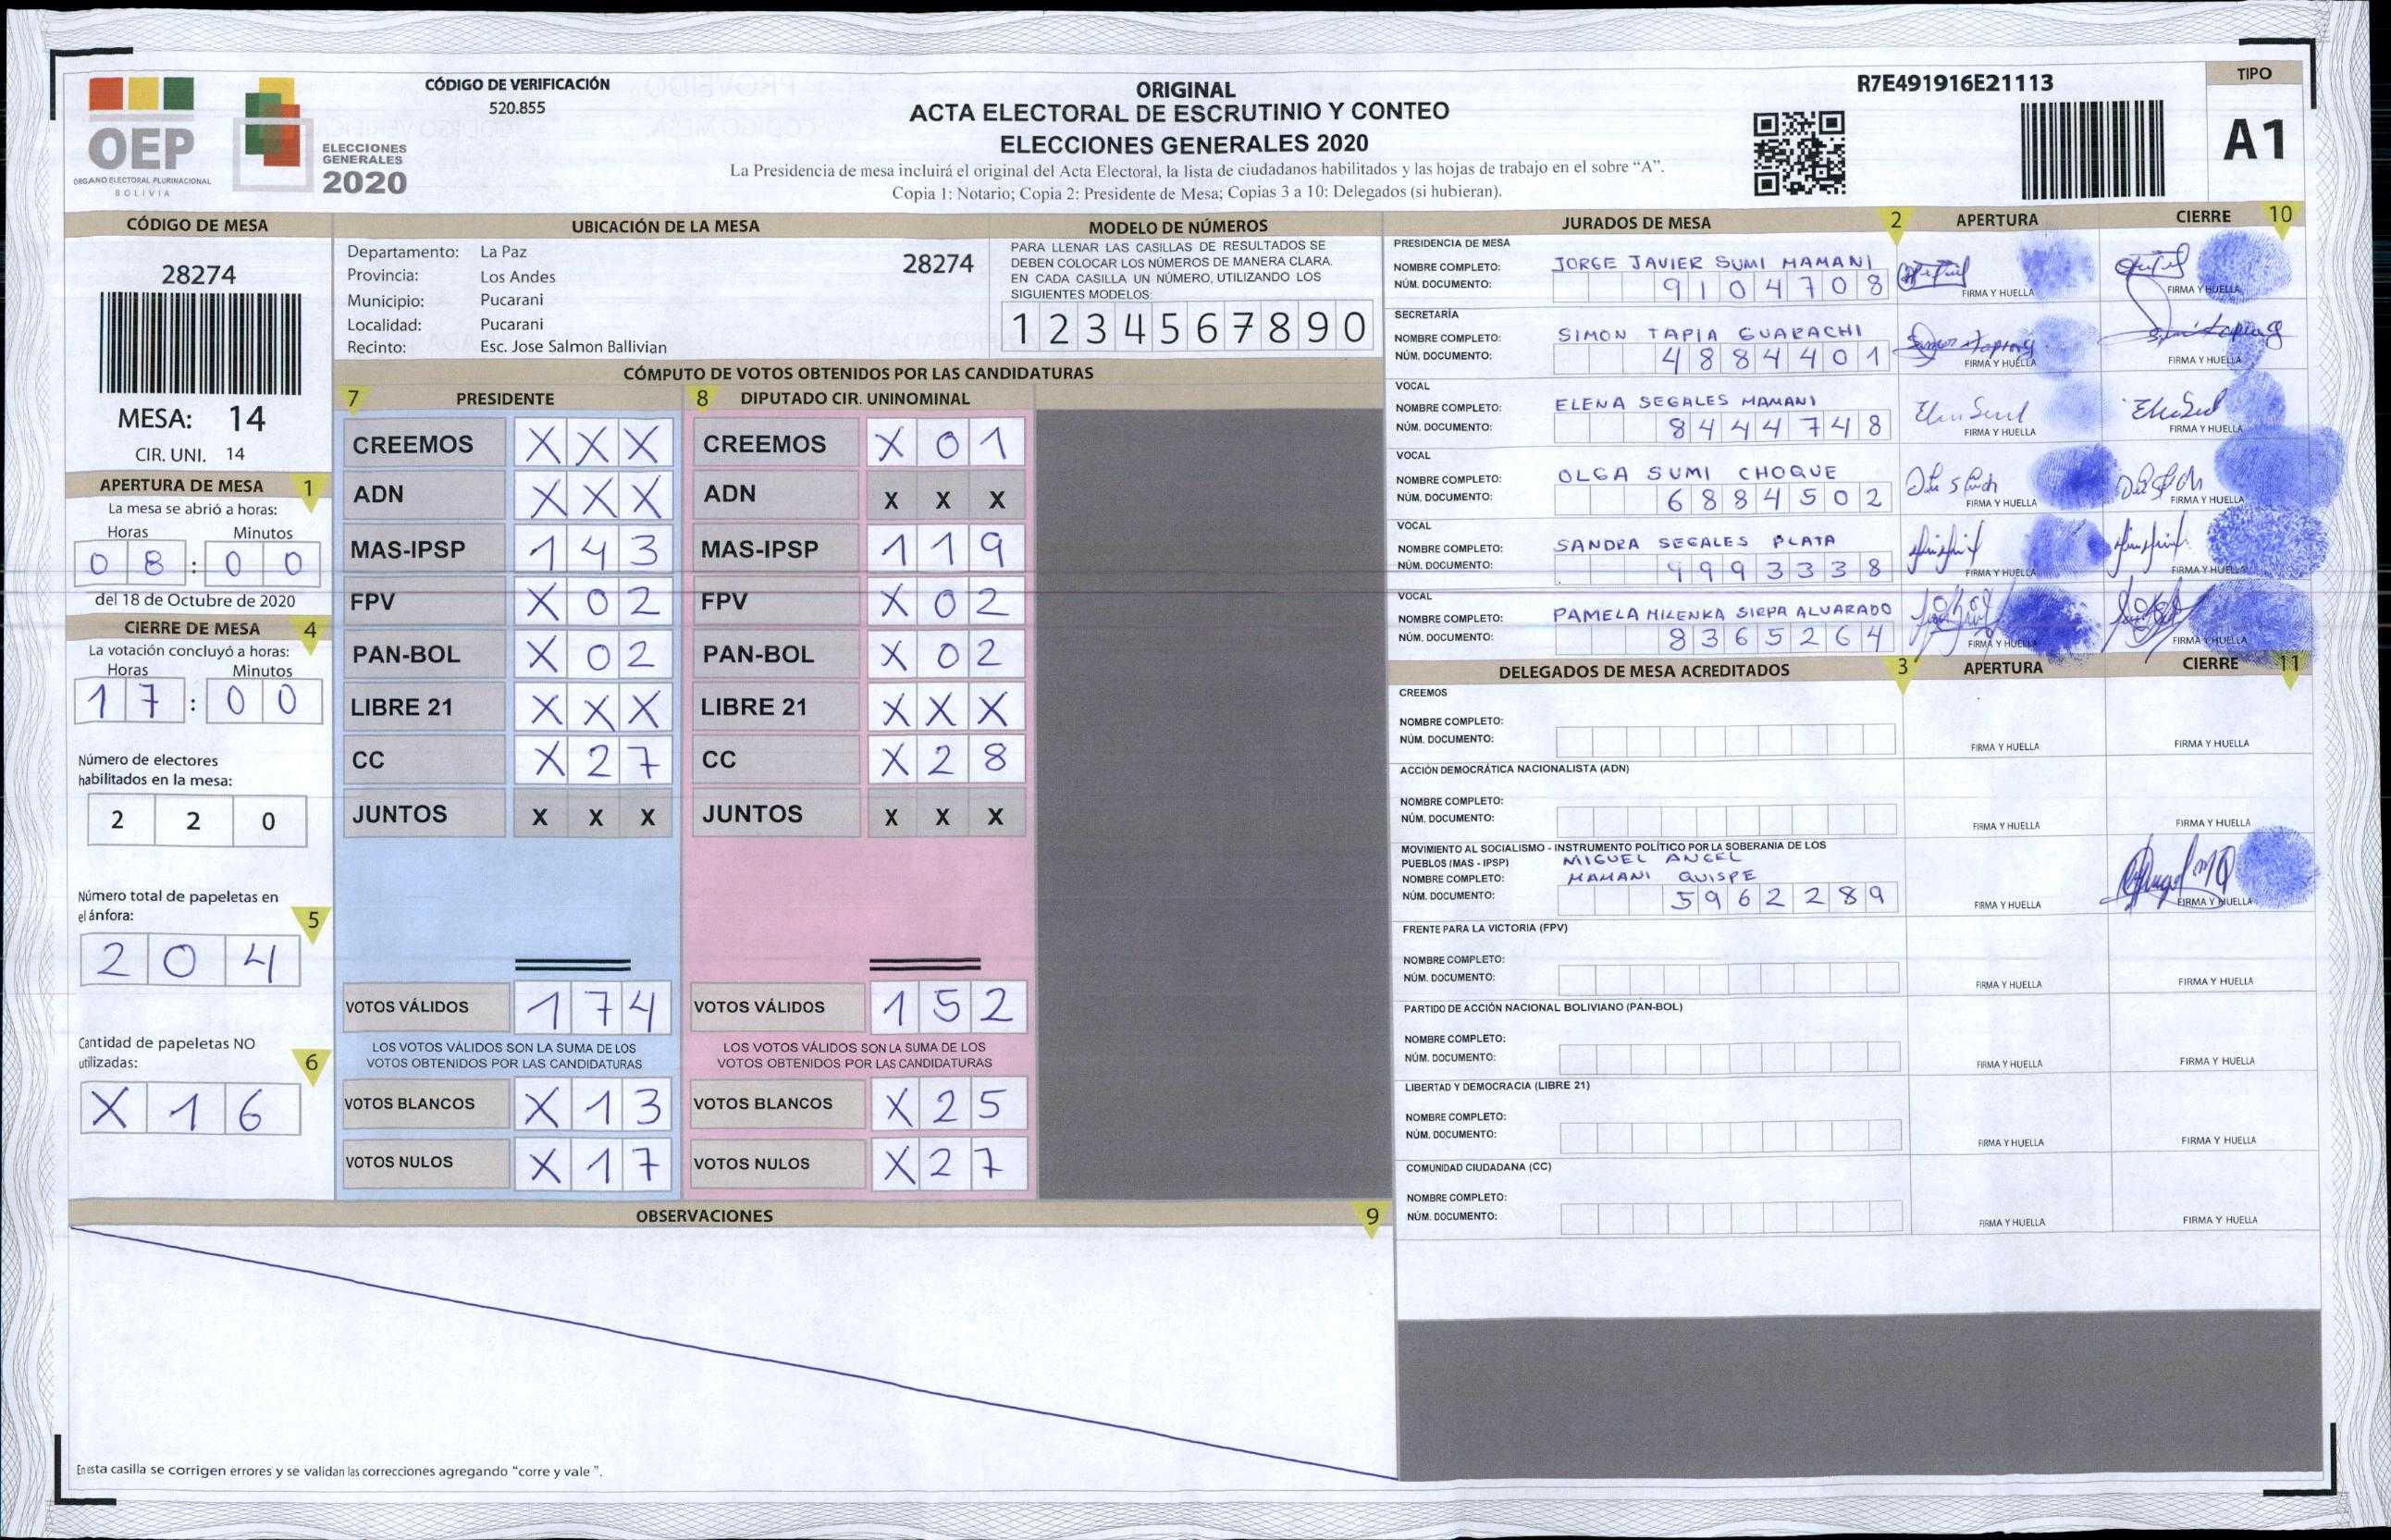 CÓDIGO DE VERIFICACIÓN
520.855
OEP
ÓRGANO ELECTORAL PLURINACIONAL
BOLIVIA
ELECCIONES
GENERALES
2020
ORIGINAL
ACTA ELECTORAL DE ESCRUTINIO Y CONTEO
ELECCIONES GENERALES 2020
La Presidencia de mesa incluirá el original del Acta Electoral, la lista de ciudadanos habilitados y las hojas de trabajo en el sobre “A”.
Copia 1: Notario; Copia 2: Presidente de Mesa; Copias 3 a 10: Delegados (si hubieran).
R7E491916E21113
TIPO
A1
CÓDIGO DE MESA
28274
MESA: 14
CIR. UNI. 14
APERTURA DE MESA 1
La mesa se abrió a horas:
Horas Minutos
0 8 : 0 0
del 18 de Octubre de 2020
CIERRE DE MESA 4
La votación concluyó a horas:
Horas Minutos
1 7 : 0 0
Número de electores
habilitados en la mesa:
2 2 0
Número total de papeletas en
el ánfora: 5
2 0 4
Cantidad de papeletas NO
utilizadas: 6
X 1 6
UBICACIÓN DE LA MESA
Departamento: La Paz 28274
Provincia: Los Andes
Municipio: Pucarani
Localidad: Pucarani
Recinto: Esc. Jose Salmon Ballivian
MODELO DE NÚMEROS
PARA LLENAR LAS CASILLAS DE RESULTADOS SE
DEBEN COLOCAR LOS NÚMEROS DE MANERA CLARA.
EN CADA CASILLA UN NÚMERO, UTILIZANDO LOS
SIGUIENTES MODELOS:
1 2 3 4 5 6 7 8 9 0
CÓMPUTO DE VOTOS OBTENIDOS POR LAS CANDIDATURAS
7 PRESIDENTE 8 DIPUTADO CIR. UNINOMINAL
CREEMOS X X X CREEMOS X 0 1
ADN X X X ADN X X X
MAS-IPSP 1 4 3 MAS-IPSP 1 1 9
FPV X 0 2 FPV X 0 2
PAN-BOL X 0 2 PAN-BOL X 0 2
LIBRE 21 X X X LIBRE 21 X X X
CC X 2 7 CC X 2 8
JUNTOS X X X JUNTOS X X X
VOTOS VÁLIDOS 1 7 4 VOTOS VÁLIDOS 1 5 2
LOS VOTOS VÁLIDOS SON LA SUMA DE LOS LOS VOTOS VÁLIDOS SON LA SUMA DE LOS
VOTOS OBTENIDOS POR LAS CANDIDATURAS VOTOS OBTENIDOS POR LAS CANDIDATURAS
VOTOS BLANCOS X 1 3 VOTOS BLANCOS X 2 5
VOTOS NULOS X 1 7 VOTOS NULOS X 2 7
OBSERVACIONES 9
En esta casilla se corrigen errores y se validan las correcciones agregando “corre y vale ”.
JURADOS DE MESA 2 APERTURA CIERRE 10
PRESIDENCIA DE MESA
NOMBRE COMPLETO: JORGE JAVIER SUMI MAMANI
NÚM. DOCUMENTO: 9 1 0 4 7 0 8
FIRMA Y HUELLA FIRMA Y HUELLA
SECRETARÍA
NOMBRE COMPLETO: SIMON TAPIA GUARACHI
NÚM. DOCUMENTO: 4 8 8 4 4 0 1
FIRMA Y HUELLA FIRMA Y HUELLA
VOCAL
NOMBRE COMPLETO: ELENA SEGALES MAMANI
NÚM. DOCUMENTO: 8 4 4 4 7 4 8
FIRMA Y HUELLA FIRMA Y HUELLA
VOCAL
NOMBRE COMPLETO: OLGA SUMI CHOQUE
NÚM. DOCUMENTO: 6 8 8 4 5 0 2
FIRMA Y HUELLA FIRMA Y HUELLA
VOCAL
NOMBRE COMPLETO: SANDRA SEGALES PLATA
NÚM. DOCUMENTO: 4 9 9 3 3 3 8
FIRMA Y HUELLA FIRMA Y HUELLA
VOCAL
NOMBRE COMPLETO: PAMELA MILENKA SIRPA ALVARADO
NÚM. DOCUMENTO: 8 3 6 5 2 6 4
FIRMA Y HUELLA FIRMA Y HUELLA
DELEGADOS DE MESA ACREDITADOS 3 APERTURA CIERRE 11
CREEMOS
NOMBRE COMPLETO:
NÚM. DOCUMENTO:
FIRMA Y HUELLA FIRMA Y HUELLA
ACCIÓN DEMOCRÁTICA NACIONALISTA (ADN)
NOMBRE COMPLETO:
NÚM. DOCUMENTO:
FIRMA Y HUELLA FIRMA Y HUELLA
MOVIMIENTO AL SOCIALISMO - INSTRUMENTO POLÍTICO POR LA SOBERANIA DE LOS
PUEBLOS (MAS - IPSP) MIGUEL ANGEL
NOMBRE COMPLETO: MAMANI QUISPE
NÚM. DOCUMENTO: 5 9 6 2 2 8 9
FIRMA Y HUELLA FIRMA Y HUELLA
FRENTE PARA LA VICTORIA (FPV)
NOMBRE COMPLETO:
NÚM. DOCUMENTO:
FIRMA Y HUELLA FIRMA Y HUELLA
PARTIDO DE ACCIÓN NACIONAL BOLIVIANO (PAN-BOL)
NOMBRE COMPLETO:
NÚM. DOCUMENTO:
FIRMA Y HUELLA FIRMA Y HUELLA
LIBERTAD Y DEMOCRACIA (LIBRE 21)
NOMBRE COMPLETO:
NÚM. DOCUMENTO:
FIRMA Y HUELLA FIRMA Y HUELLA
COMUNIDAD CIUDADANA (CC)
NOMBRE COMPLETO:
NÚM. DOCUMENTO:
FIRMA Y HUELLA FIRMA Y HUELLA